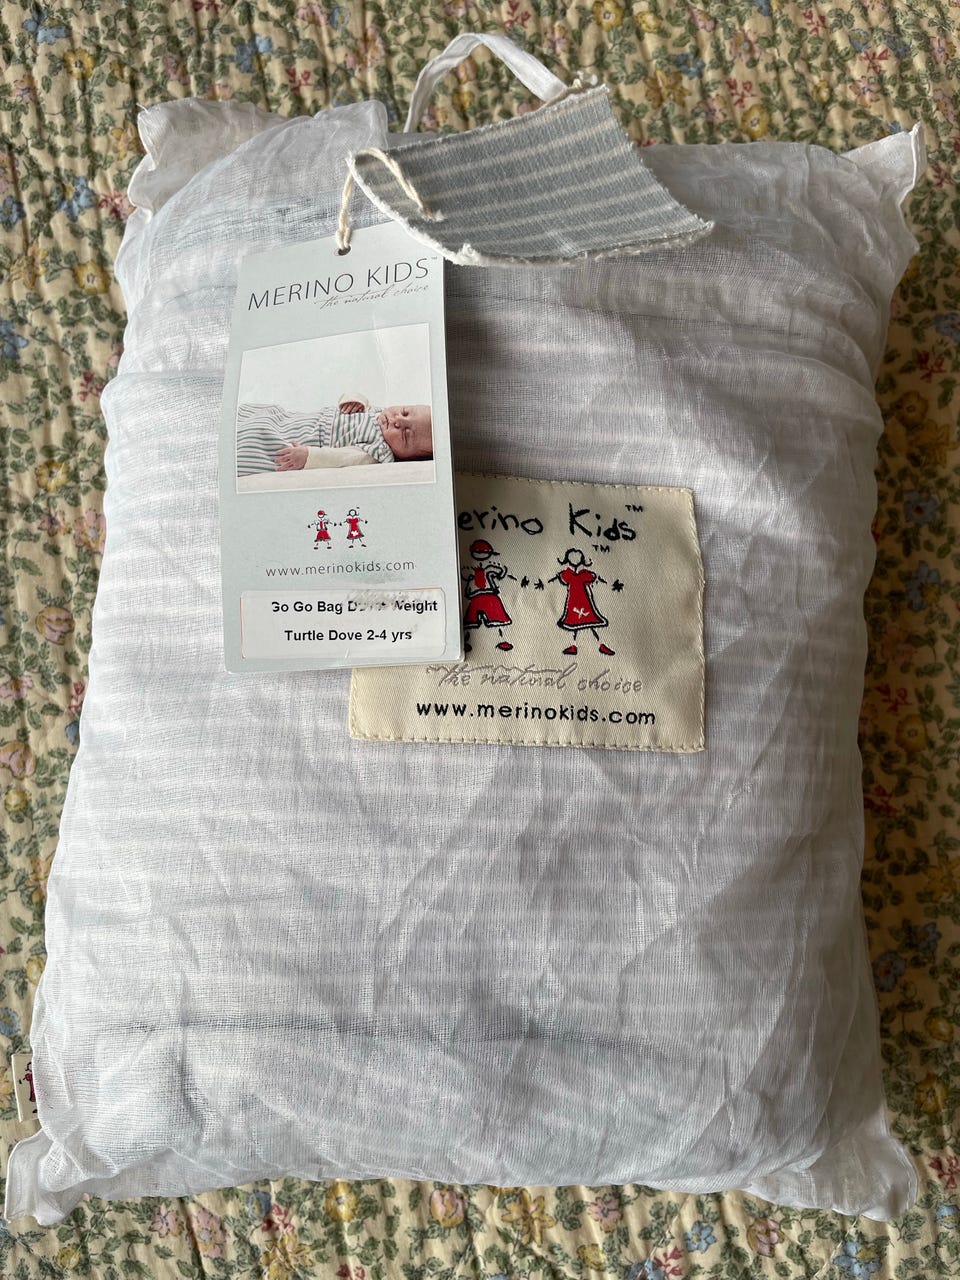 MERINO KIDS™
the natural choice
www.merinokids.com
Go Go Bag Weight
Turtle Dove 2-4 yrs
erino Kids™
™
the natural choice
www.merinokids.com